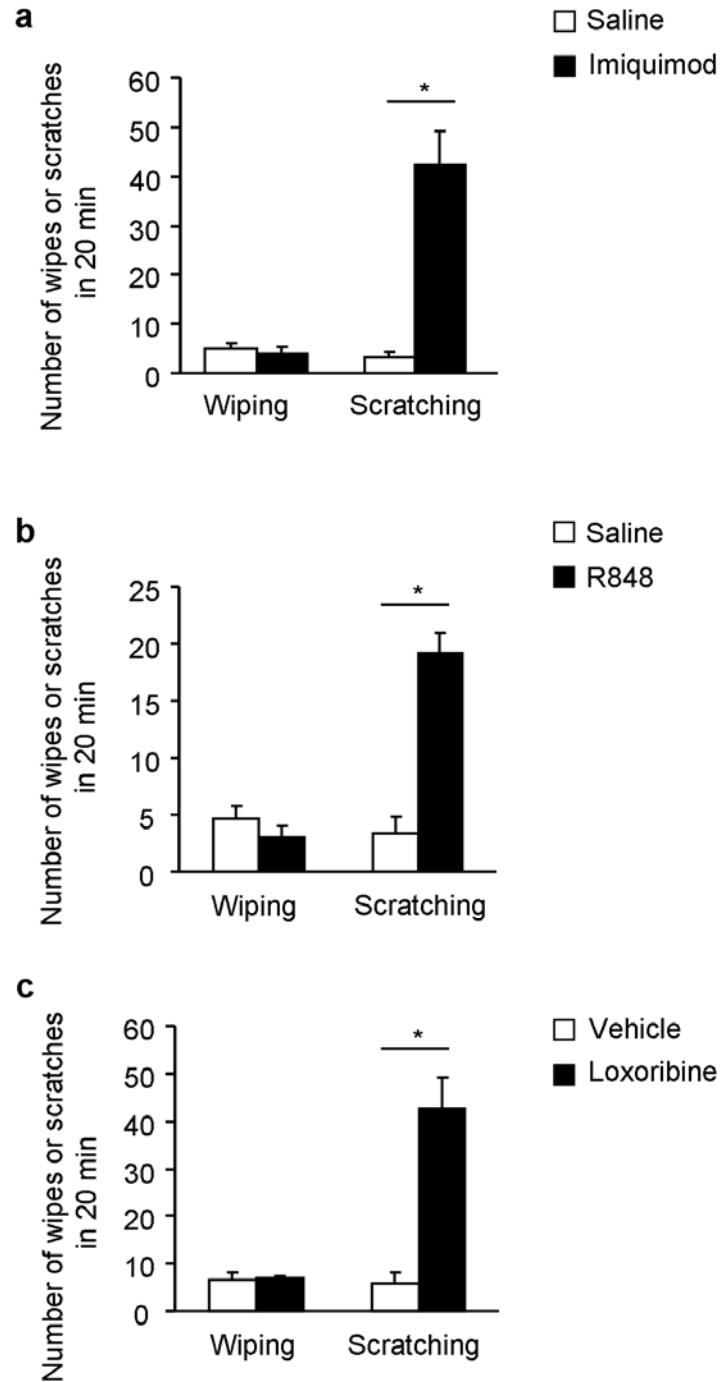 a
Saline
Imiquimod
Number of wipes or scratches
in 20 min
60
50
40
30
20
10
0
*
Wiping Scratching
b
Saline
R848
Number of wipes or scratches
in 20 min
25
20
15
10
5
0
*
Wiping Scratching
c
Vehicle
Loxoribine
Number of wipes or scratches
in 20 min
60
50
40
30
20
10
0
*
Wiping Scratching